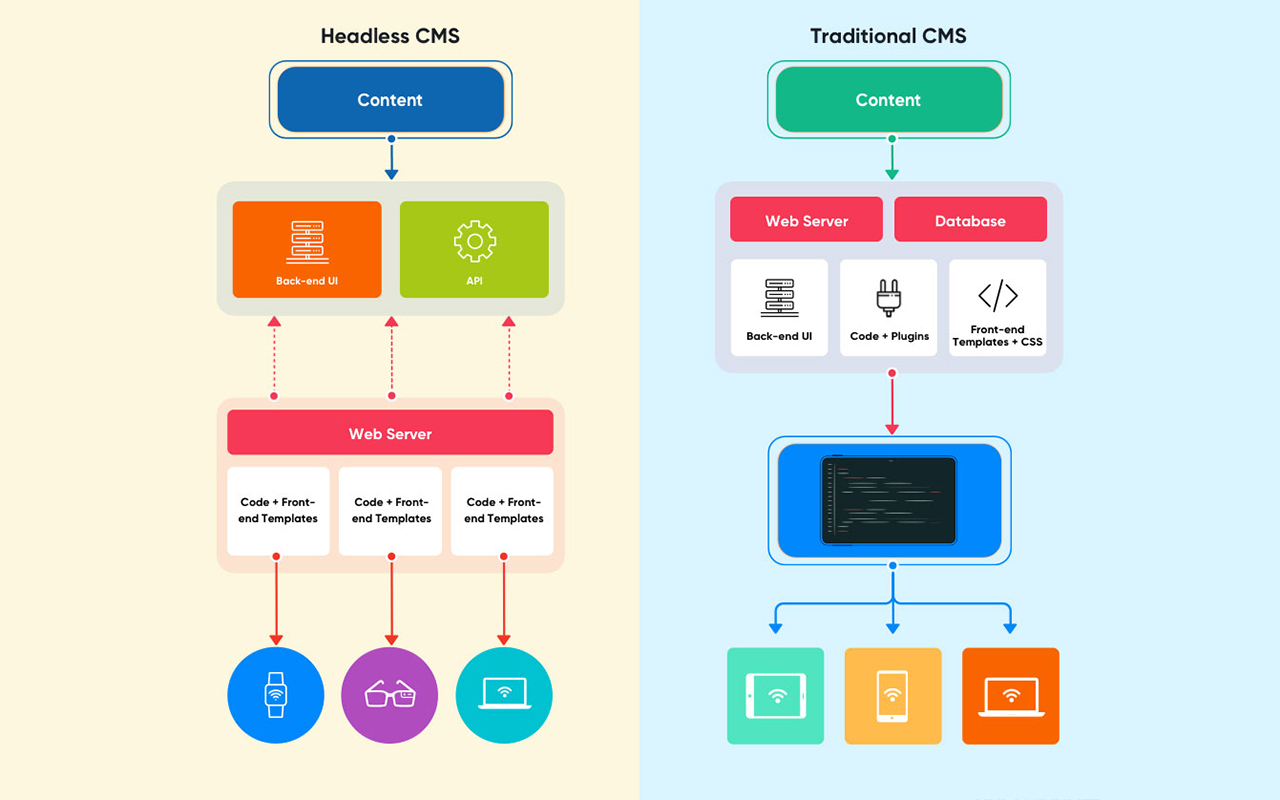 Headless CMS
Content
Back-end UI
API
Web Server
Code + Front-
end Templates
Code + Front-
end Templates
Code + Front-
end Templates
Traditional CMS
Content
Web Server
Database
Back-end UI
Code + Plugins
Front-end
Templates + CSS